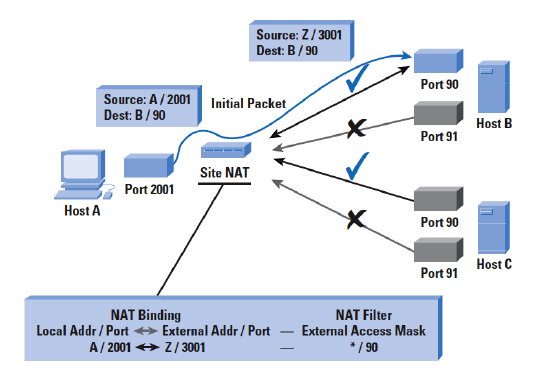 Source: Z / 3001
Dest: B / 90
Source: A / 2001
Dest: B / 90
Initial Packet
Port 90
Port 91
Host B
Site NAT
Port 2001
Host A
Port 90
Port 91
Host C
NAT Binding
NAT Filter
Local Addr / Port External Addr / Port — External Access Mask
A / 2001 Z / 3001 — * / 90